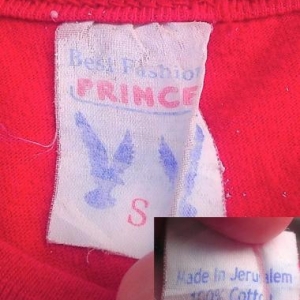 Best Fashion
PRINCE
S
Made In Jerusalem
100% Cotton